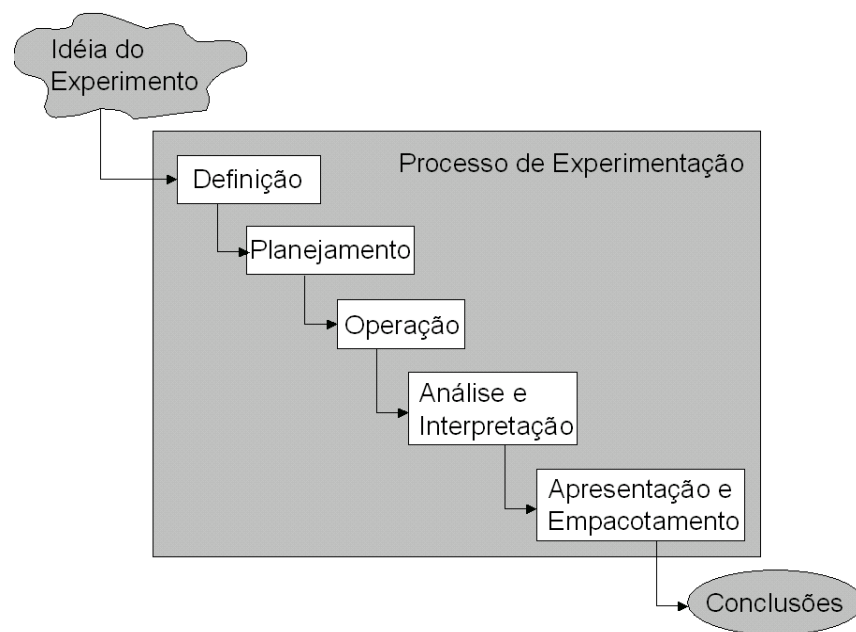 Idéia do
Experimento
Processo de Experimentação
Definição
Planejamento
Operação
Análise e
Interpretação
Apresentação e
Empacotamento
Conclusões